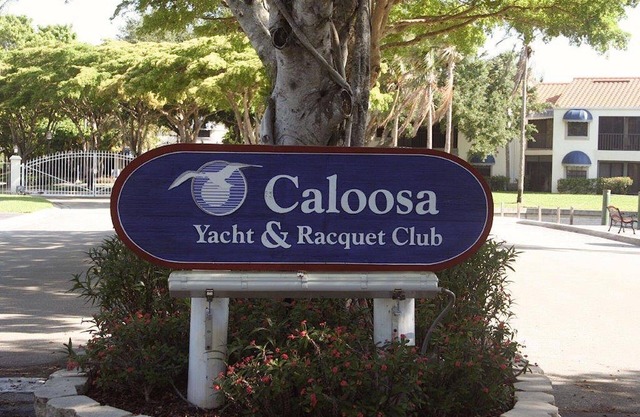 Caloosa
Yacht & Racquet Club